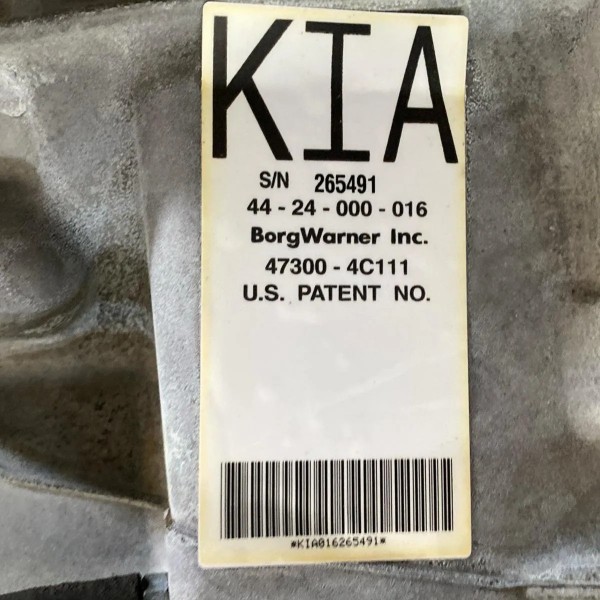 KIA
S/N 265491
44 - 24 - 000 - 016
BorgWarner Inc.
47300 - 4C111
U.S. PATENT NO.
*KIA016265491*